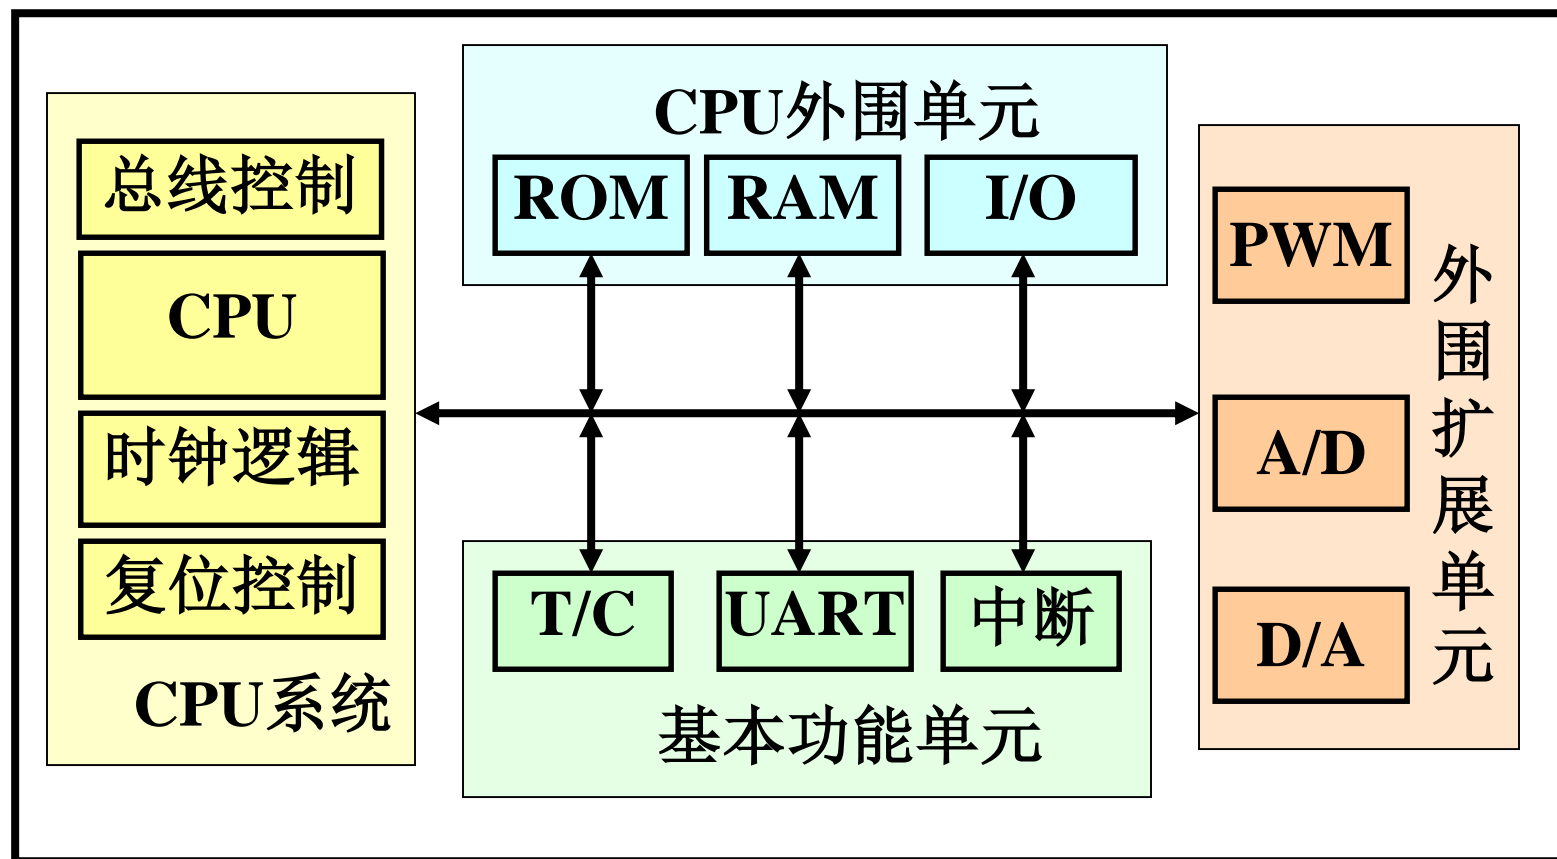 总线控制
CPU
时钟逻辑
复位控制
CPU系统
CPU外围单元
ROM
RAM
I/O
T/C
UART
中断
基本功能单元
PWM
A/D
D/A
外围扩展单元